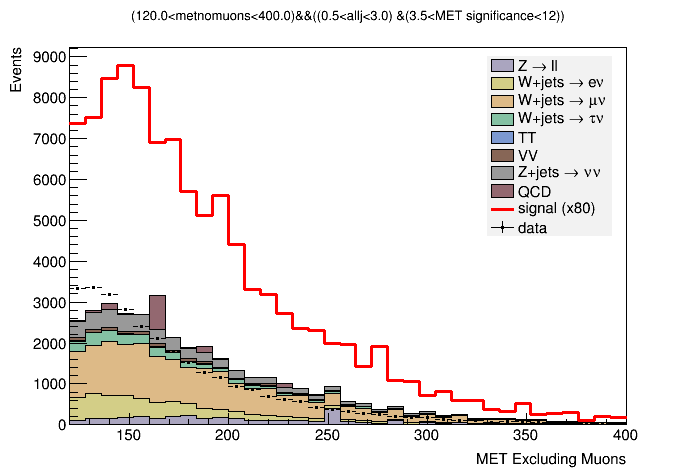 (120.0<metnomuons<400.0)&&((0.5<allj<3.0) &(3.5<MET significance<12))
Events
9000
8000
7000
6000
5000
4000
3000
2000
1000
0
Z → ll
W+jets → eν
W+jets → μν
W+jets → τν
TT
VV
Z+jets → νν
QCD
signal (x80)
data
150 200 250 300 350 400
MET Excluding Muons